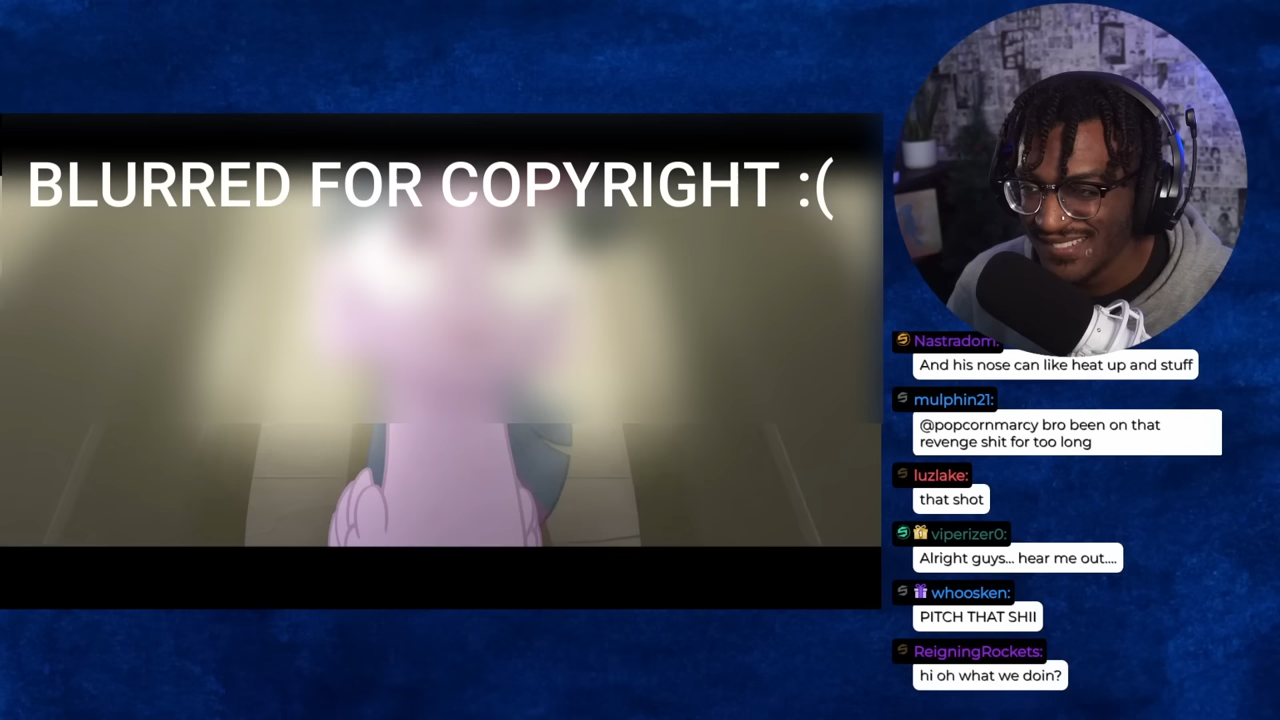 BLURRED FOR COPYRIGHT :(
Nastradom:
And his nose can like heat up and stuff
mulphin21:
@popcornmarcy bro been on that
revenge shit for too long
luzlake:
that shot
viperizer0:
Alright guys... hear me out....
whoosken:
PITCH THAT SHII
ReigningRockets:
hi oh what we doin?